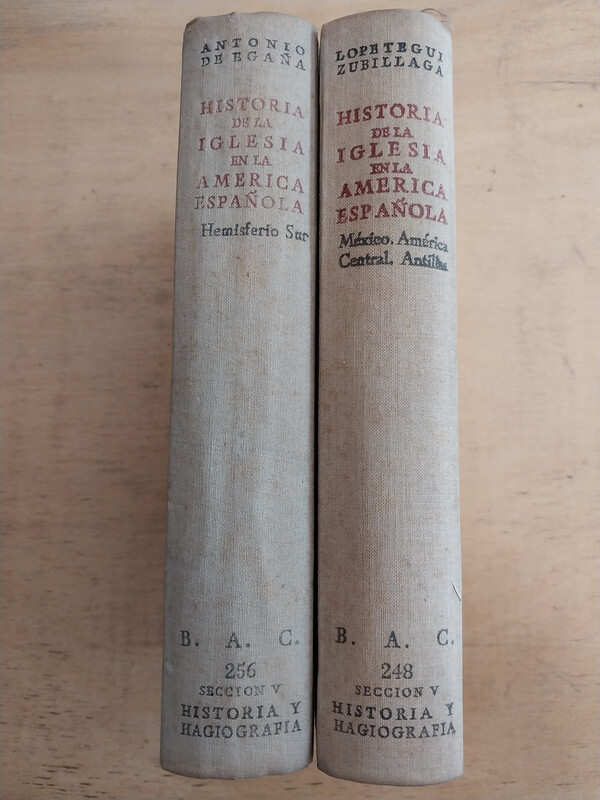 ANTONIO
DE EGAÑA
HISTORIA
DE LA
IGLESIA
EN LA
AMERICA
ESPAÑOLA
Hemisferio Sur
B. A. C.
256
SECCION V
HISTORIA Y
HAGIOGRAFIA
LOPETEGUI
ZUBILLAGA
HISTORIA
DE LA
IGLESIA
EN LA
AMERICA
ESPAÑOLA
México. América
Central. Antillas
B. A. C.
248
SECCION V
HISTORIA Y
HAGIOGRAFIA